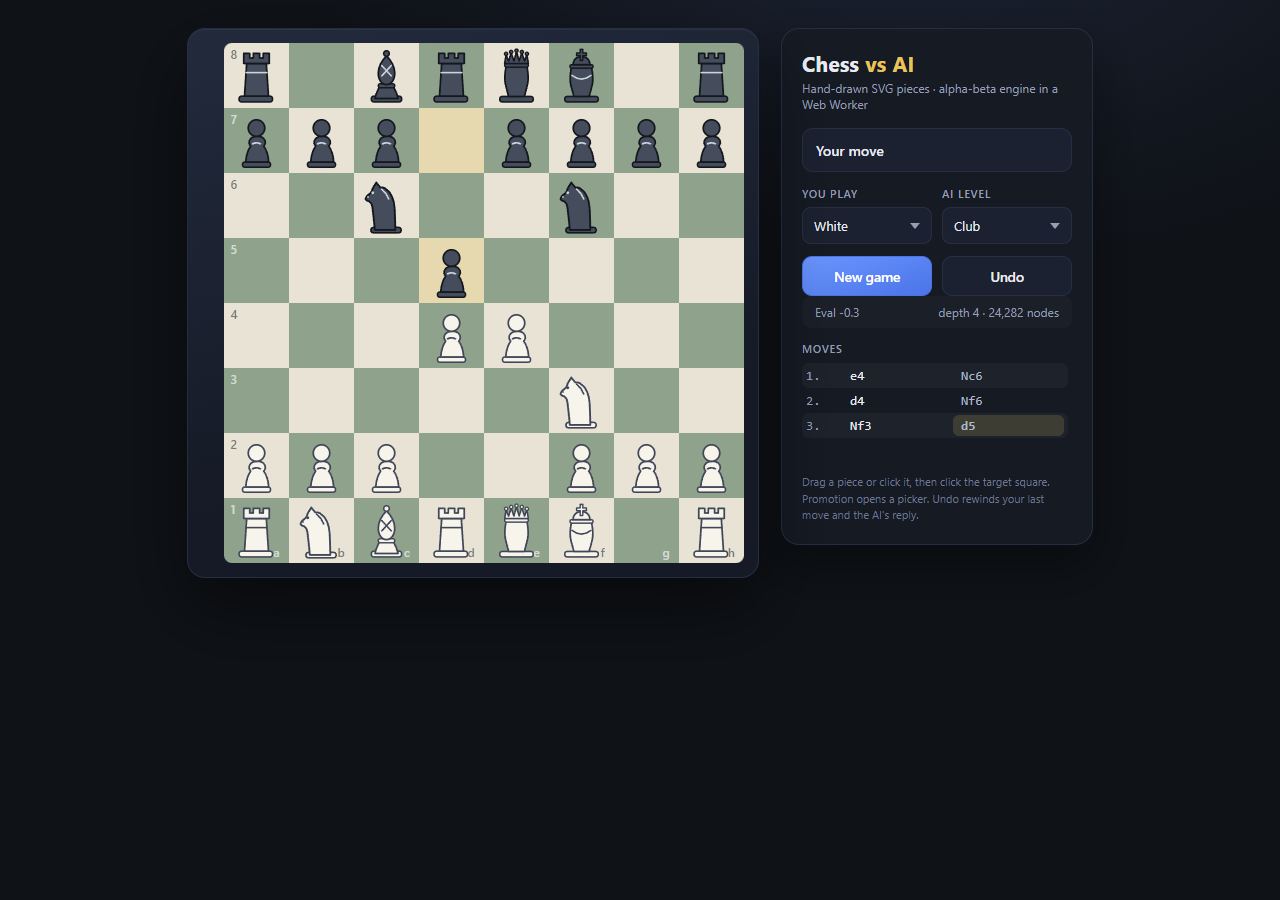 8
7
6
5
4
3
2
1
a b c d e f g h
Chess vs AI
Hand-drawn SVG pieces · alpha-beta engine in a
Web Worker
Your move
YOU PLAY AI LEVEL
White Club
New game Undo
Eval -0.3 depth 4 · 24,282 nodes
MOVES
1. e4 Nc6
2. d4 Nf6
3. Nf3 d5
Drag a piece or click it, then click the target square.
Promotion opens a picker. Undo rewinds your last
move and the AI's reply.